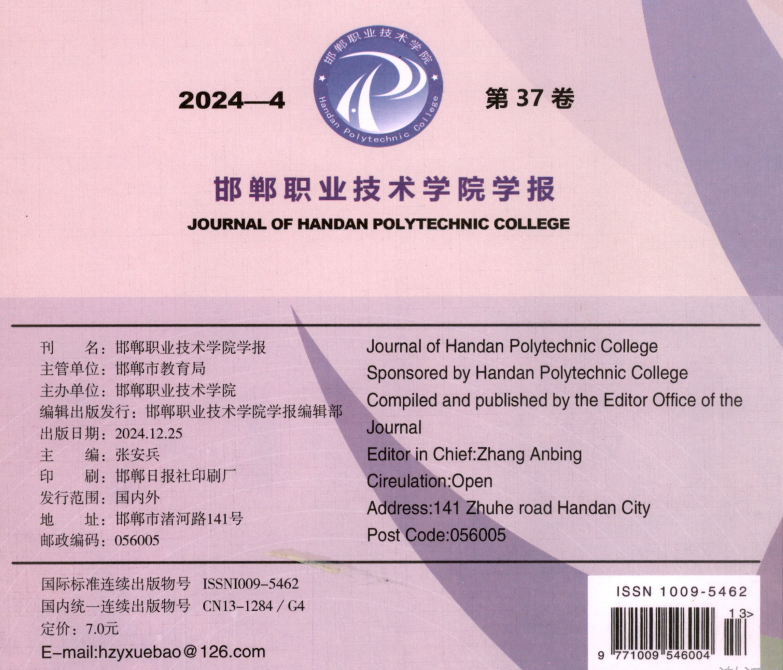 2024—4
邯郸职业技术学院
Handan Polytechnic College
第 37 卷
邯郸职业技术学院学报
JOURNAL OF HANDAN POLYTECHNIC COLLEGE
刊 名：邯郸职业技术学院学报
主管单位：邯郸市教育局
主办单位：邯郸职业技术学院
编辑出版发行：邯郸职业技术学院学报编辑部
出版日期：2024.12.25
主 编：张安兵
印 刷：邯郸日报社印刷厂
发行范围：国内外
地 址：邯郸市渚河路141号
邮政编码：056005
Journal of Handan Polytechnic College
Sponsored by Handan Polytechnic College
Compiled and published by the Editor Office of the
Journal
Editor in Chief:Zhang Anbing
Cireulation:Open
Address:141 Zhuhe road Handan City
Post Code:056005
国际标准连续出版物号 ISSNI009-5462
国内统一连续出版物号 CN13-1284 / G4
定价：7.0元
E-mail:hzyxuebao@126.com
ISSN 1009-5462
13>
9 771009 546004